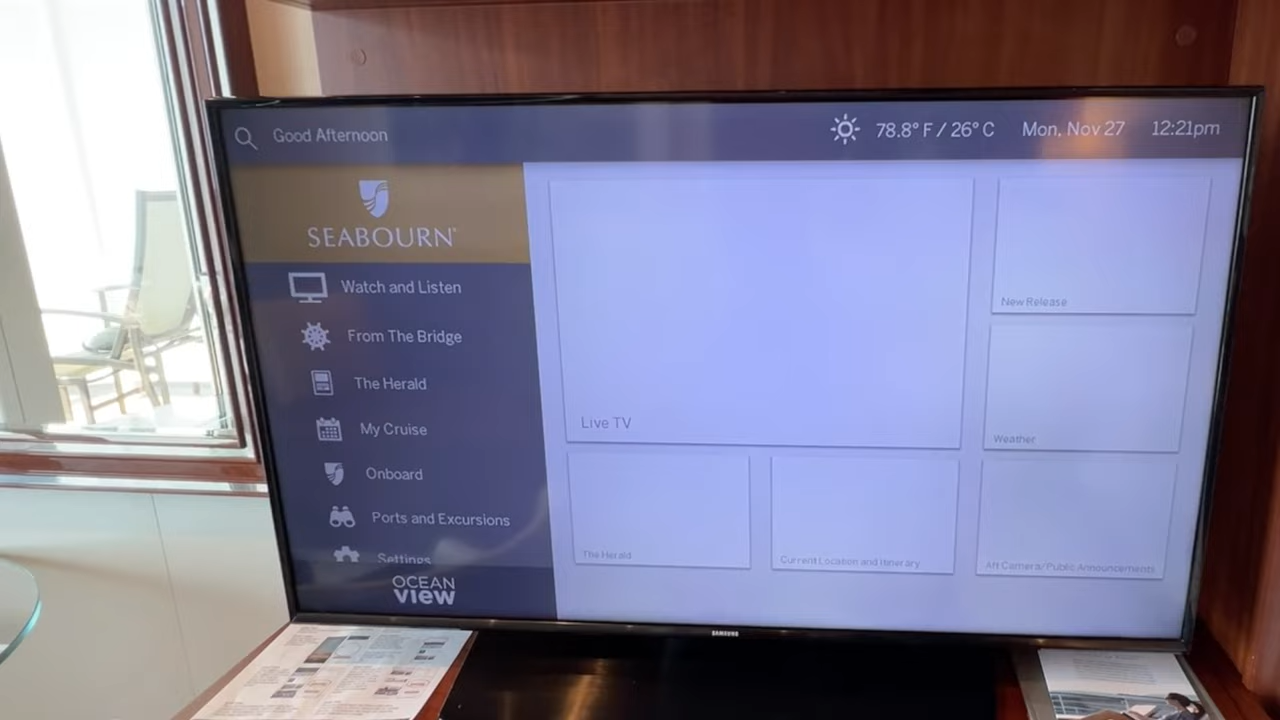 Good Afternoon
78.8° F / 26° C Mon, Nov 27 12:21pm
SEABOURN
Watch and Listen
From The Bridge
The Herald
My Cruise
Onboard
Ports and Excursions
Settings
OCEAN
view
Live TV
New Release
Weather
The Herald
Current Location and Itinerary
Aft Camera/Public Announcements
SAMSUNG